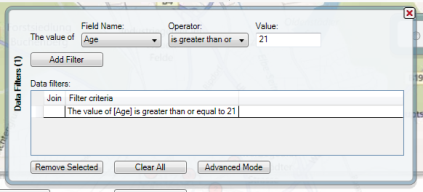 Field Name: Operator: Value:
The value of Age is greater than or 21
Add Filter
Data Filters (1)
Data filters:
Join Filter criteria
The value of [Age] is greater than or equal to 21
Remove Selected Clear All Advanced Mode